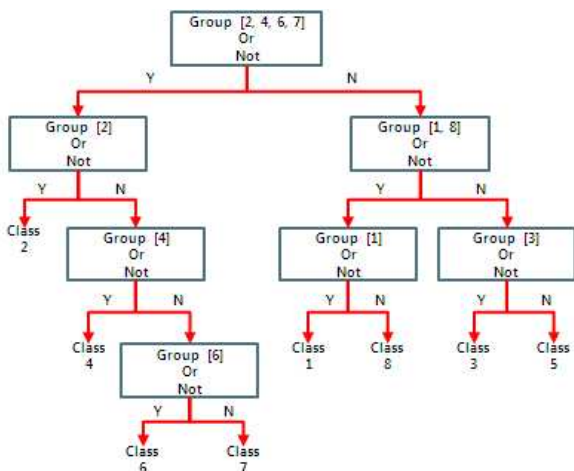 Group [2, 4, 6, 7]
Or
Not
Y
N
Group [2]
Or
Not
Group [1, 8]
Or
Not
Y
N
Y
N
Class
2
Group [4]
Or
Not
Group [1]
Or
Not
Group [3]
Or
Not
Y
N
Y
N
Y
N
Class
4
Group [6]
Or
Not
Class
1
Class
8
Class
3
Class
5
Y
N
Class
6
Class
7